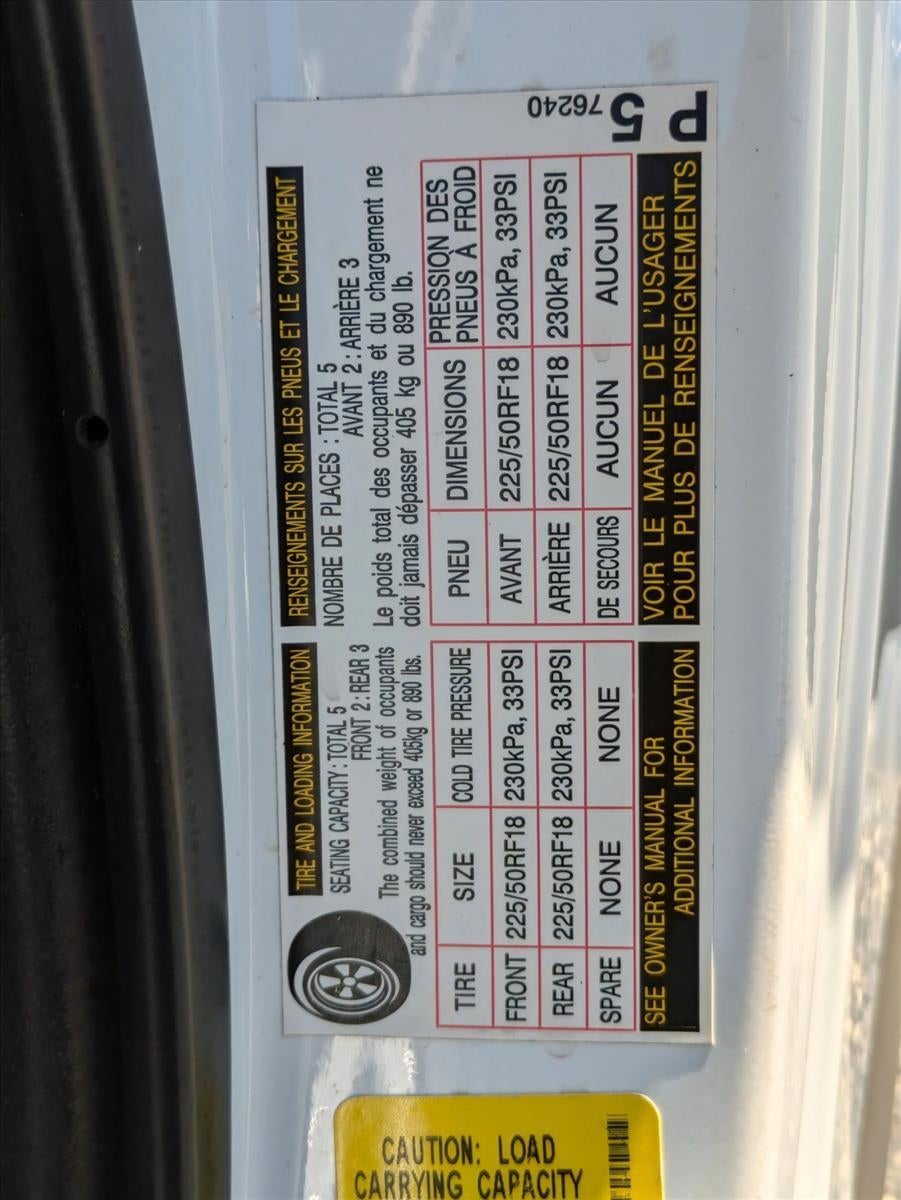 TIRE AND LOADING INFORMATION
SEATING CAPACITY: TOTAL 5
FRONT 2: REAR 3
The combined weight of occupants
and cargo should never exceed 405kg or 890 lbs.
TIRE SIZE COLD TIRE PRESSURE
FRONT 225/50RF18 230kPa, 33PSI
REAR 225/50RF18 230kPa, 33PSI
SPARE NONE NONE
SEE OWNER'S MANUAL FOR
ADDITIONAL INFORMATION
RENSEIGNEMENTS SUR LES PNEUS ET LE CHARGEMENT
NOMBRE DE PLACES : TOTAL 5
AVANT 2 : ARRIÈRE 3
Le poids total des occupants et du chargement ne
doit jamais dépasser 405 kg ou 890 lb.
PNEU DIMENSIONS PRESSION DES
PNEUS À FROID
AVANT 225/50RF18 230kPa, 33PSI
ARRIÈRE 225/50RF18 230kPa, 33PSI
DE SECOURS AUCUN AUCUN
VOIR LE MANUEL DE L'USAGER
POUR PLUS DE RENSEIGNEMENTS
76240
5
P
CAUTION: LOAD
CARRYING CAPACITY